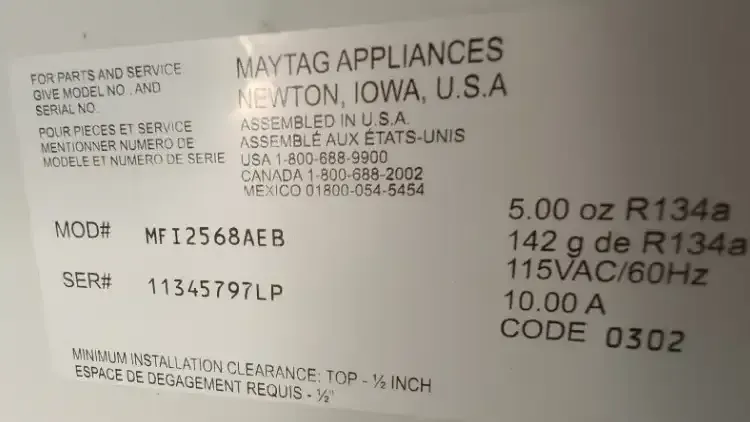 FOR PARTS AND SERVICE
GIVE MODEL NO., AND
SERIAL NO.
POUR PIECES ET SERVICE
MENTIONNER NUMERO DE
MODELE ET NUMERO DE SERIE
MAYTAG APPLIANCES
NEWTON, IOWA, U.S.A
ASSEMBLED IN U.S.A.
ASSEMBLÉ AUX ÉTATS-UNIS
USA 1-800-688-9900
CANADA 1-800-688-2002
MEXICO 01800-054-5454
MOD# MFI2568AEB
SER# 11345797LP
5.00 oz R134a
142 g de R134a
115VAC/60Hz
10.00 A
CODE 0302
MINIMUM INSTALLATION CLEARANCE: TOP - ½ INCH
ESPACE DE DEGAGEMENT REQUIS - ½"